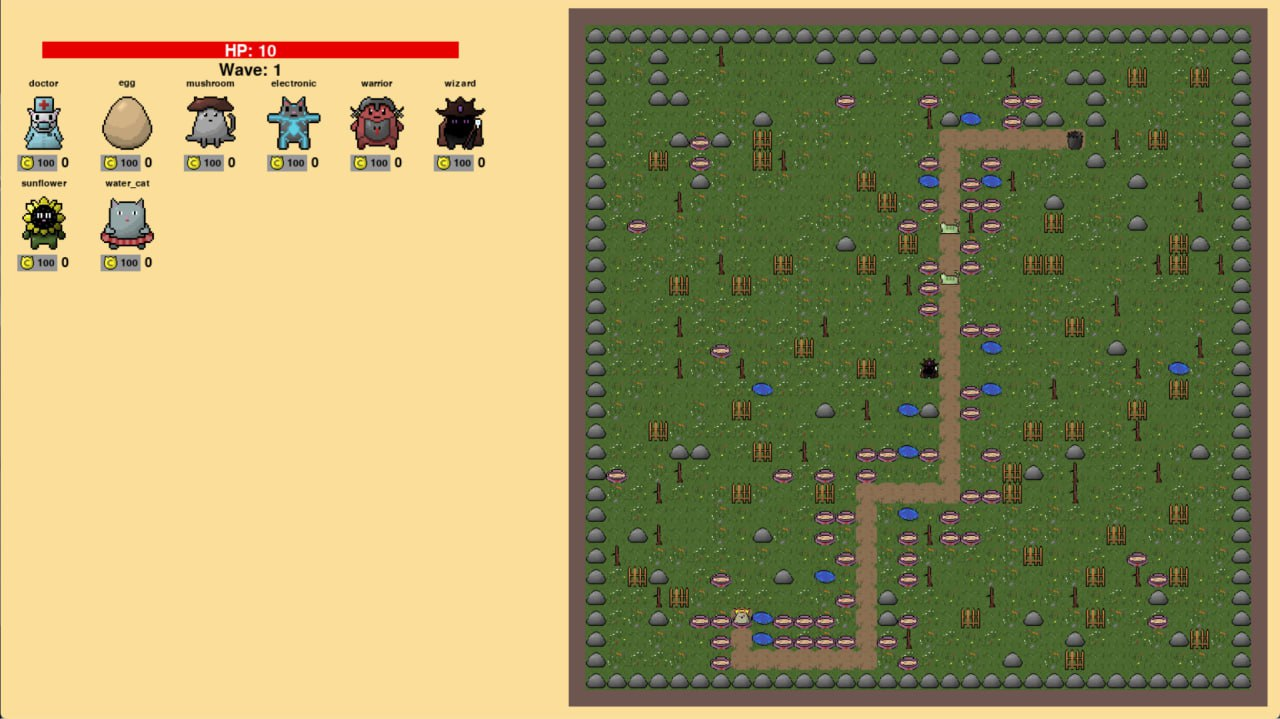 HP: 10
Wave: 1
doctor egg mushroom electronic warrior wizard
C 100 0 C 100 0 C 100 0 C 100 0 C 100 0 C 100 0
sunflower water_cat
C 100 0 C 100 0